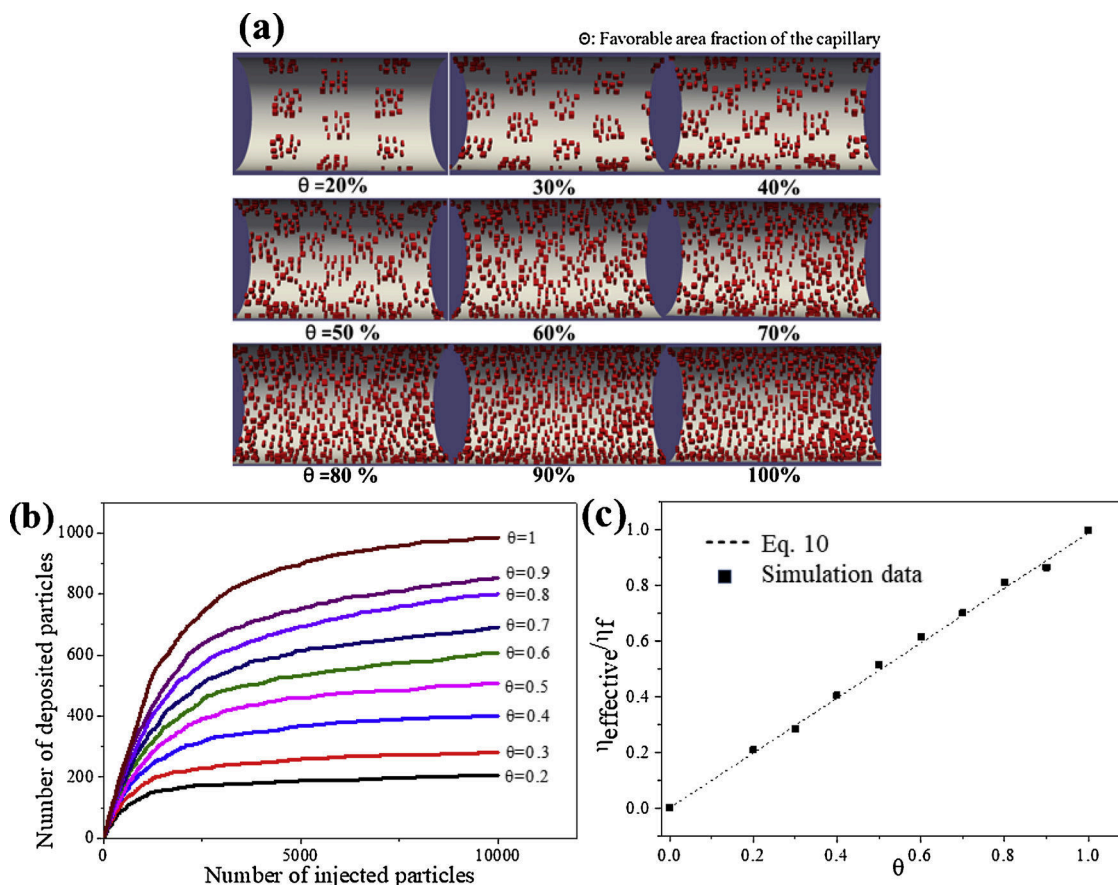 (a)
Θ: Favorable area fraction of the capillary
θ =20% 30% 40%
θ =50 % 60% 70%
θ =80 % 90% 100%
(b)
Number of deposited particles
1000
800
600
400
200
0
θ=1
θ=0.9
θ=0.8
θ=0.7
θ=0.6
θ=0.5
θ=0.4
θ=0.3
θ=0.2
0 5000 10000
Number of injected particles
(c)
ηeffective/ηf
1.0
0.8
0.6
0.4
0.2
0.0
Eq. 10
Simulation data
0.0 0.2 0.4 0.6 0.8 1.0
θ